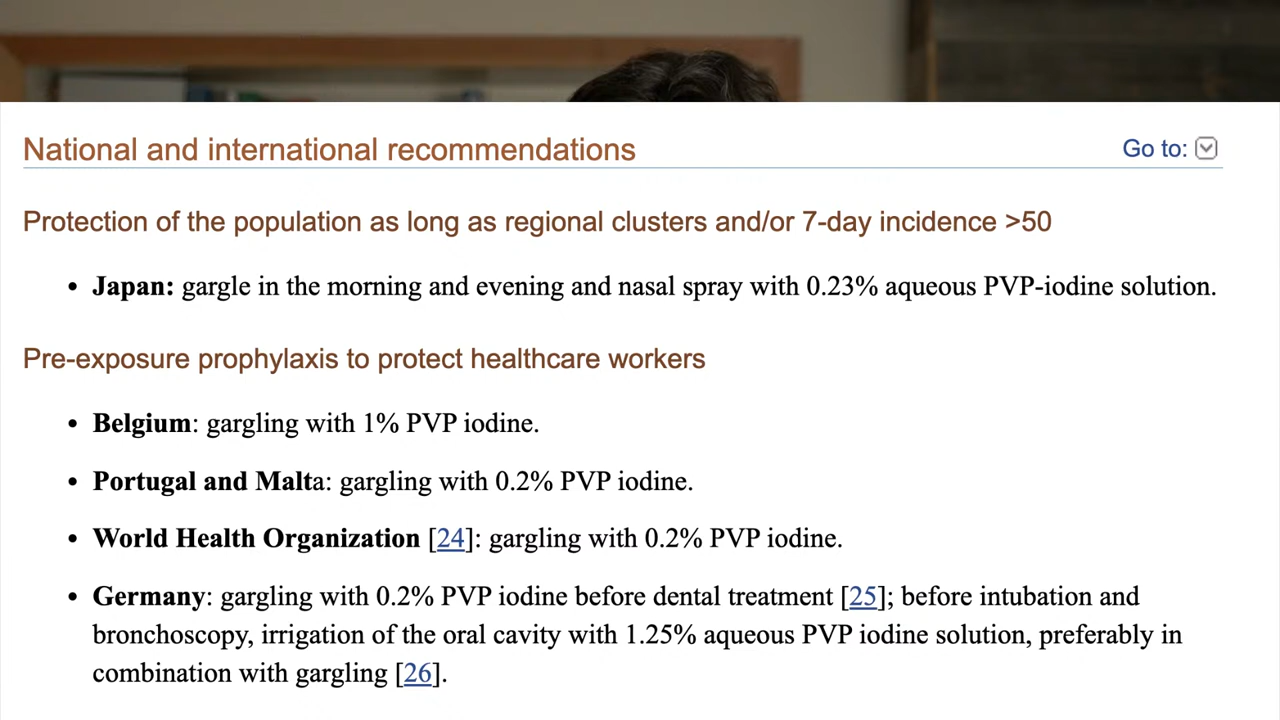 National and international recommendations
Go to:
Protection of the population as long as regional clusters and/or 7-day incidence >50
• Japan: gargle in the morning and evening and nasal spray with 0.23% aqueous PVP-iodine solution.
Pre-exposure prophylaxis to protect healthcare workers
• Belgium: gargling with 1% PVP iodine.
• Portugal and Malta: gargling with 0.2% PVP iodine.
• World Health Organization [24]: gargling with 0.2% PVP iodine.
• Germany: gargling with 0.2% PVP iodine before dental treatment [25]; before intubation and
bronchoscopy, irrigation of the oral cavity with 1.25% aqueous PVP iodine solution, preferably in
combination with gargling [26].